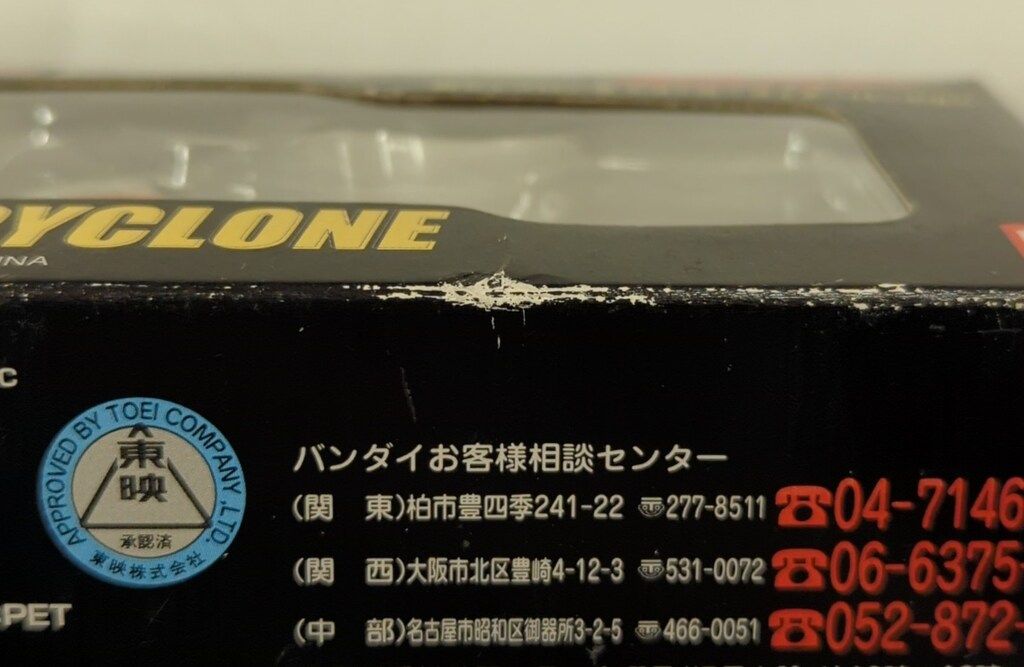 CYCLONE
INA
C
APPROVED BY TOEI COMPANY, LTD.
東映
承認済
東映株式会社
バンダイお客様相談センター
(関　東)柏市豊四季241-22 〠277-8511 ☎04-7146
(関　西)大阪市北区豊崎4-12-3 〠531-0072 ☎06-6375-
(中　部)名古屋市昭和区御器所3-2-5 〠466-0051 ☎052-872-
PET